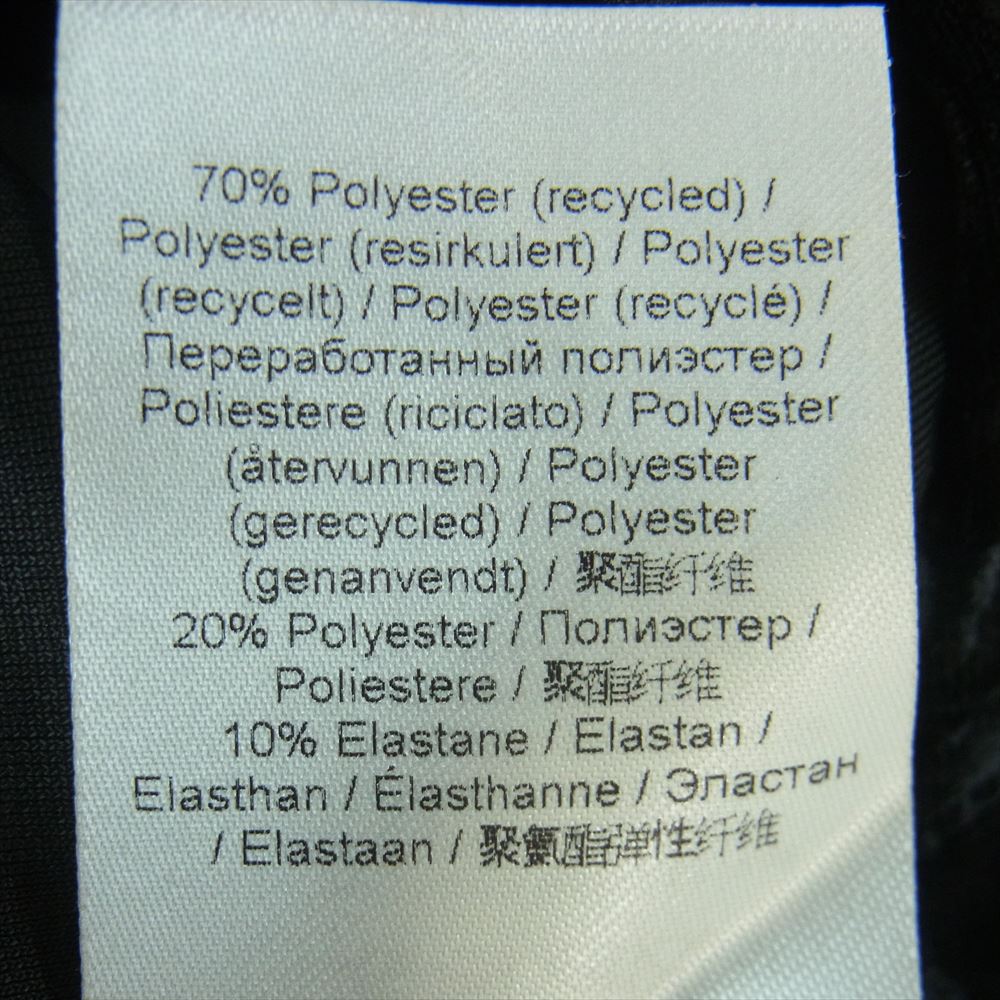 70% Polyester (recycled) /
Polyester (resirkulert) / Polyester
(recycelt) / Polyester (recyclé) /
Переработанный полиэстер /
Poliestere (riciclato) / Polyester
(återvunnen) / Polyester
(gerecycled) / Polyester
(genanvendt) / 聚酯纤维
20% Polyester / Полиэстер /
Poliestere / 聚酯纤维
10% Elastane / Elastan /
Elasthan / Élasthanne / Эластан
/ Elastaan / 聚氨酯弹性纤维